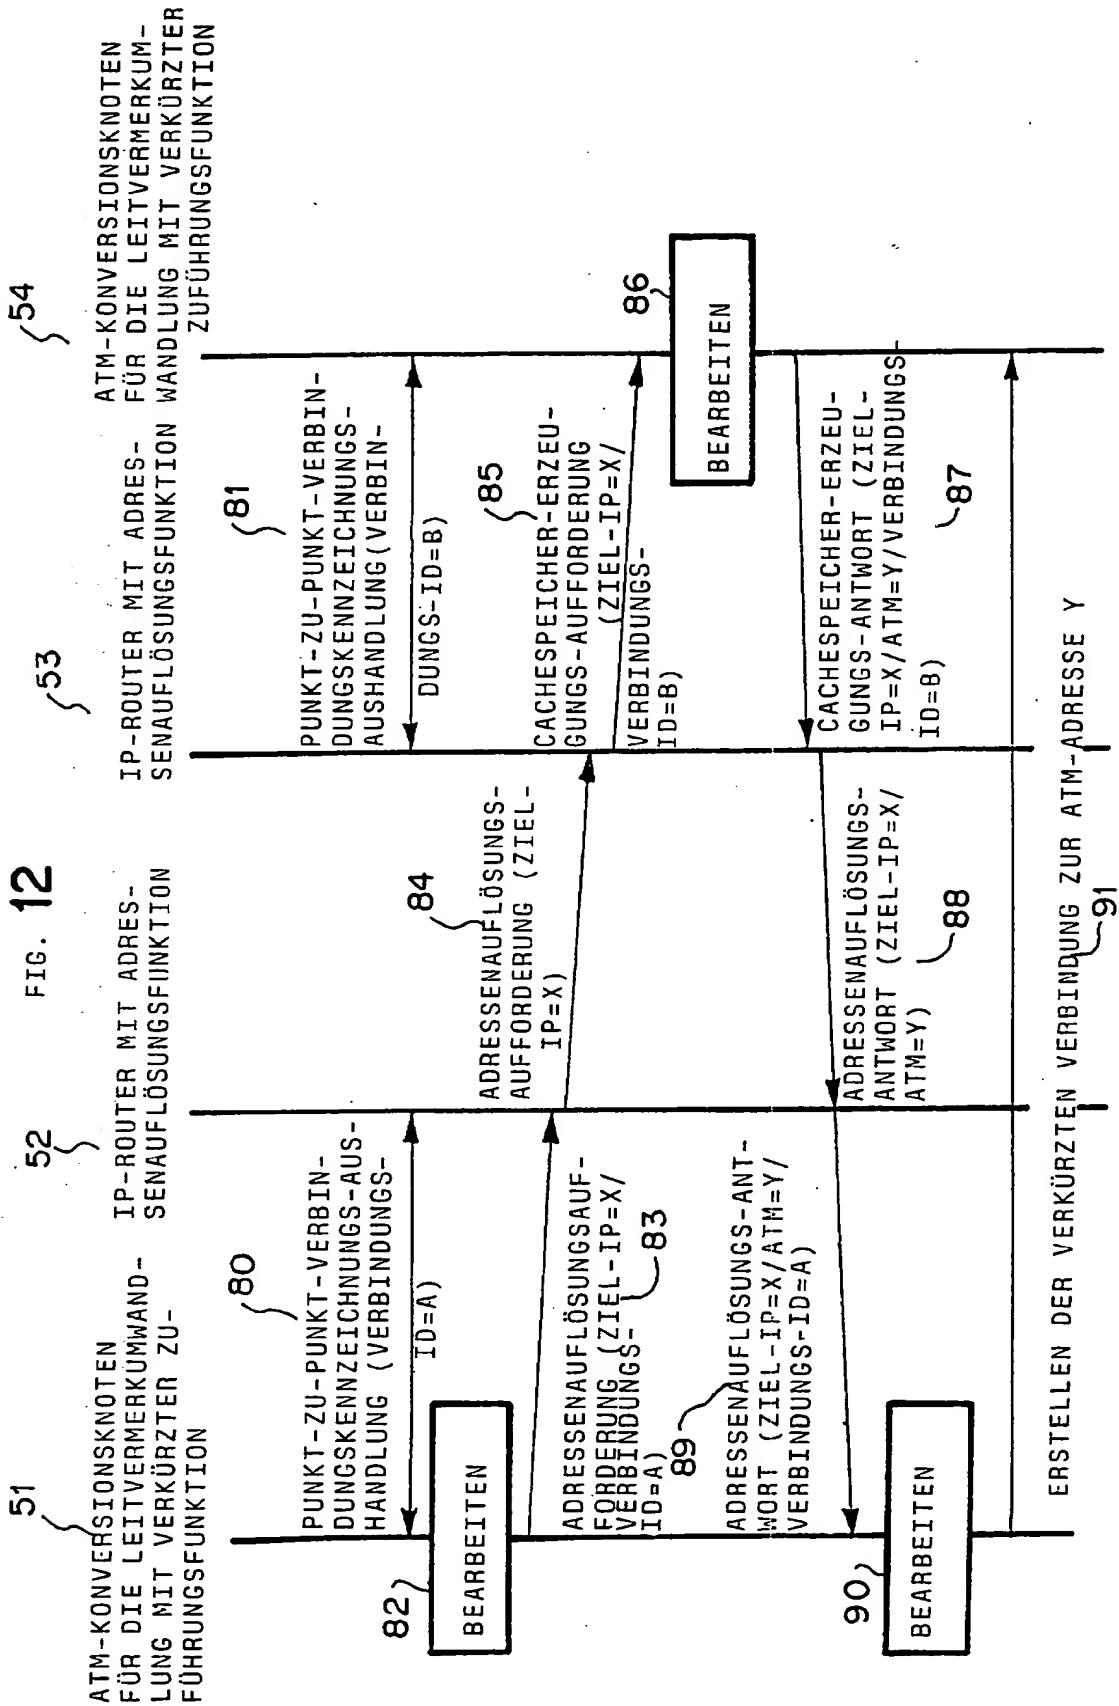 FIG. 12
51
ATM-KONVERSIONSKNOTEN
FÜR DIE LEITVERMERKUMWAND-
LUNG MIT VERKÜRZTER ZU-
FÜHRUNGSFUNKTION
52
IP-ROUTER MIT ADRES-
SENAUFLÖSUNGSFUNKTION
53
IP-ROUTER MIT ADRES-
SENAUFLÖSUNGSFUNKTION
54
ATM-KONVERSIONSKNOTEN
FÜR DIE LEITVERMERKUM-
WANDLUNG MIT VERKÜRZTER
ZUFÜHRUNGSFUNKTION
80
PUNKT-ZU-PUNKT-VERBIN-
DUNGSKENNZEICHNUNGS-AUS-
HANDLUNG (VERBINDUNGS-
ID=A)
81
PUNKT-ZU-PUNKT-VERBIN-
DUNGSKENNZEICHNUNGS-
AUSHANDLUNG(VERBIN-
DUNGS-ID=B)
82
BEARBEITEN
ADRESSENAUFLÖSUNGSAUF-
FORDERUNG (ZIEL-IP=X/
VERBINDUNGS-
ID=A)
83
84
ADRESSENAUFLÖSUNGS-
AUFFORDERUNG (ZIEL-
IP=X)
85
CACHESPEICHER-ERZEU-
GUNGS-AUFFORDERUNG
(ZIEL-IP=X/
VERBINDUNGS-
ID=B)
86
BEARBEITEN
CACHESPEICHER-ERZEU-
GUNGS-ANTWORT (ZIEL-
IP=X/ATM=Y/VERBINDUNGS-
ID=B)
87
ADRESSENAUFLÖSUNGS-
ANTWORT (ZIEL-IP=X/
ATM=Y)
88
89
ADRESSENAUFLÖSUNGS-ANT-
WORT (ZIEL-IP=X/ATM=Y/
VERBINDUNGS-ID=A)
90
BEARBEITEN
ERSTELLEN DER VERKÜRZTEN VERBINDUNG ZUR ATM-ADRESSE Y
91